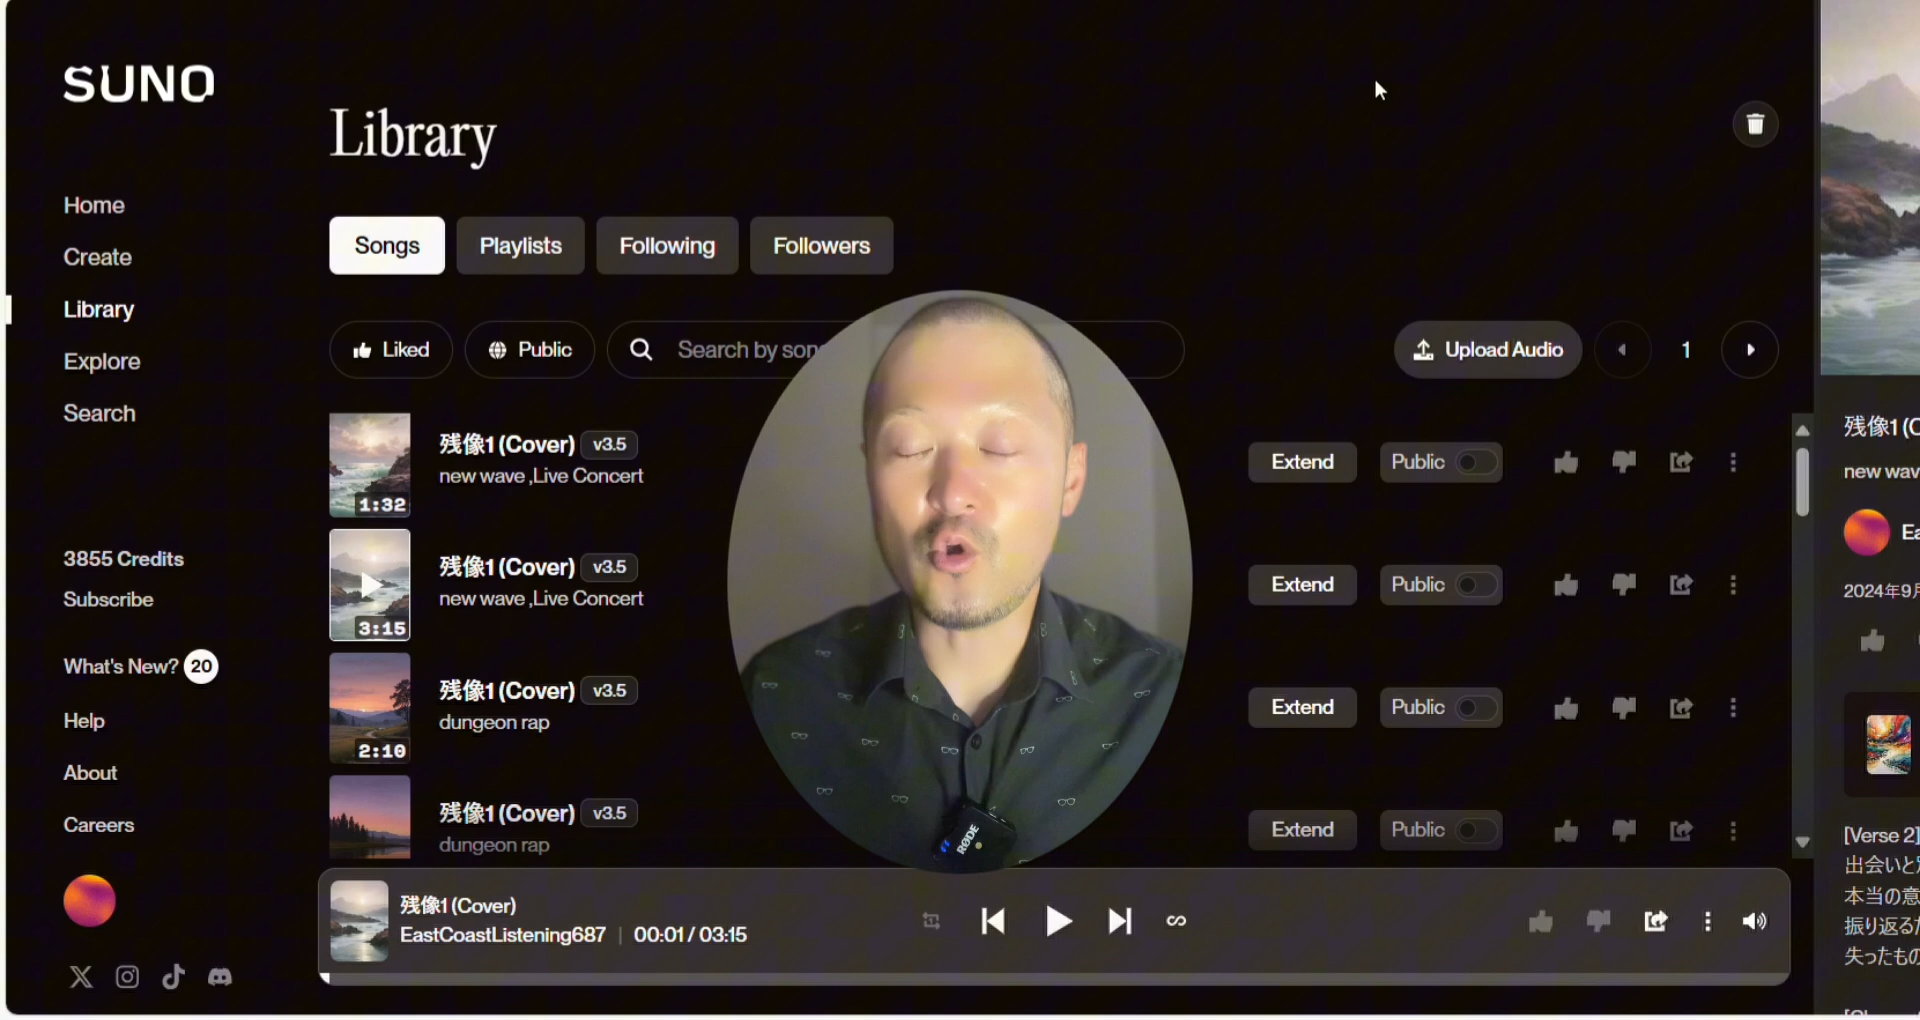 SUNO
Library
Home
Create
Library
Explore
Search
3855 Credits
Subscribe
What's New? 20
Help
About
Careers
Songs
Playlists
Following
Followers
Liked
Public
Search by
Upload Audio
1
残像1 (Cover) v3.5
new wave ,Live Concert
1:32
Extend
Public
残像1 (Cover) v3.5
new wave ,Live Concert
3:15
Extend
Public
残像1 (Cover) v3.5
dungeon rap
2:10
Extend
Public
残像1 (Cover) v3.5
dungeon rap
Extend
Public
RØDE
残像1 (Cover)
EastCoastListening687 | 00:01 / 03:15
残像1 (C
new wav
Ea
2024年9月
[Verse 2]
出会いと
本当の意
振り返る
失ったもの